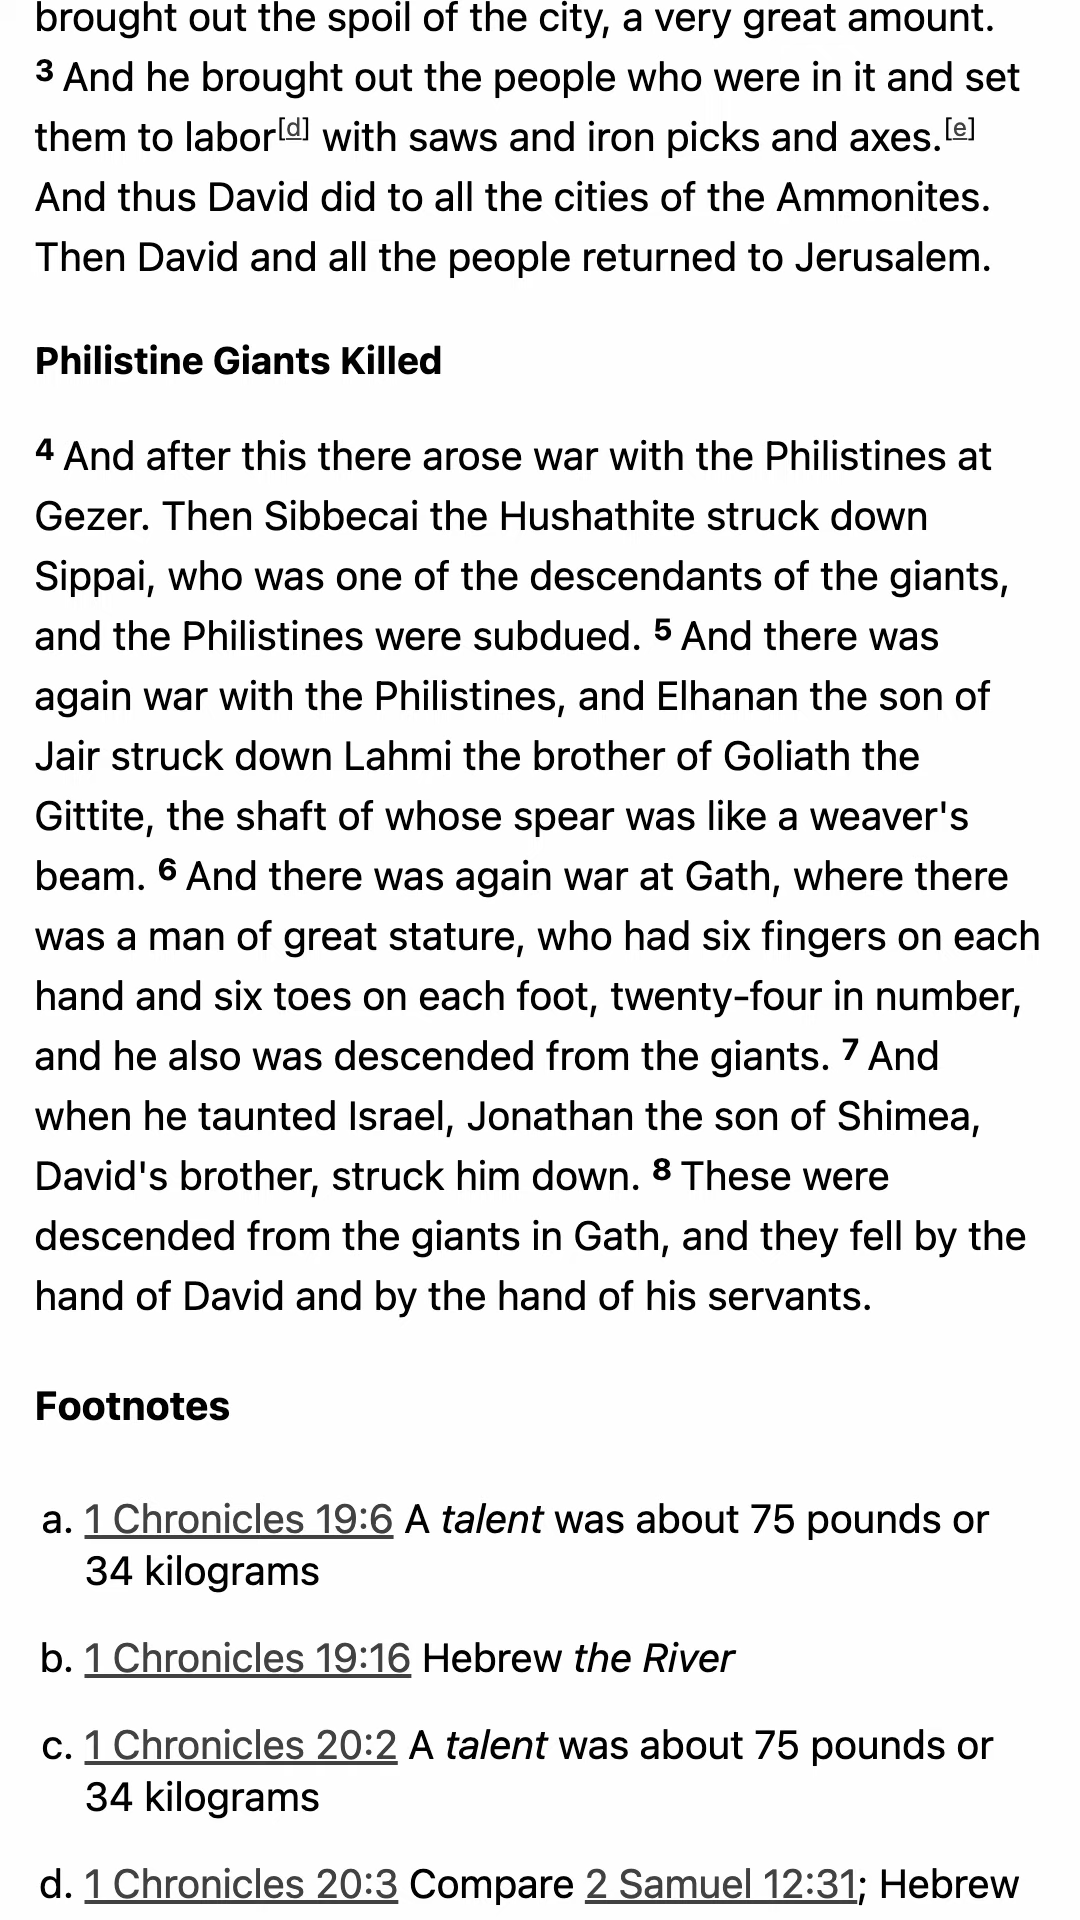 brought out the spoil of the city, a very great amount.
3 And he brought out the people who were in it and set
them to labor[d] with saws and iron picks and axes.[e]
And thus David did to all the cities of the Ammonites.
Then David and all the people returned to Jerusalem.
Philistine Giants Killed
4 And after this there arose war with the Philistines at
Gezer. Then Sibbecai the Hushathite struck down
Sippai, who was one of the descendants of the giants,
and the Philistines were subdued. 5 And there was
again war with the Philistines, and Elhanan the son of
Jair struck down Lahmi the brother of Goliath the
Gittite, the shaft of whose spear was like a weaver's
beam. 6 And there was again war at Gath, where there
was a man of great stature, who had six fingers on each
hand and six toes on each foot, twenty-four in number,
and he also was descended from the giants. 7 And
when he taunted Israel, Jonathan the son of Shimea,
David's brother, struck him down. 8 These were
descended from the giants in Gath, and they fell by the
hand of David and by the hand of his servants.
Footnotes
a. 1 Chronicles 19:6 A talent was about 75 pounds or
34 kilograms
b. 1 Chronicles 19:16 Hebrew the River
c. 1 Chronicles 20:2 A talent was about 75 pounds or
34 kilograms
d. 1 Chronicles 20:3 Compare 2 Samuel 12:31; Hebrew